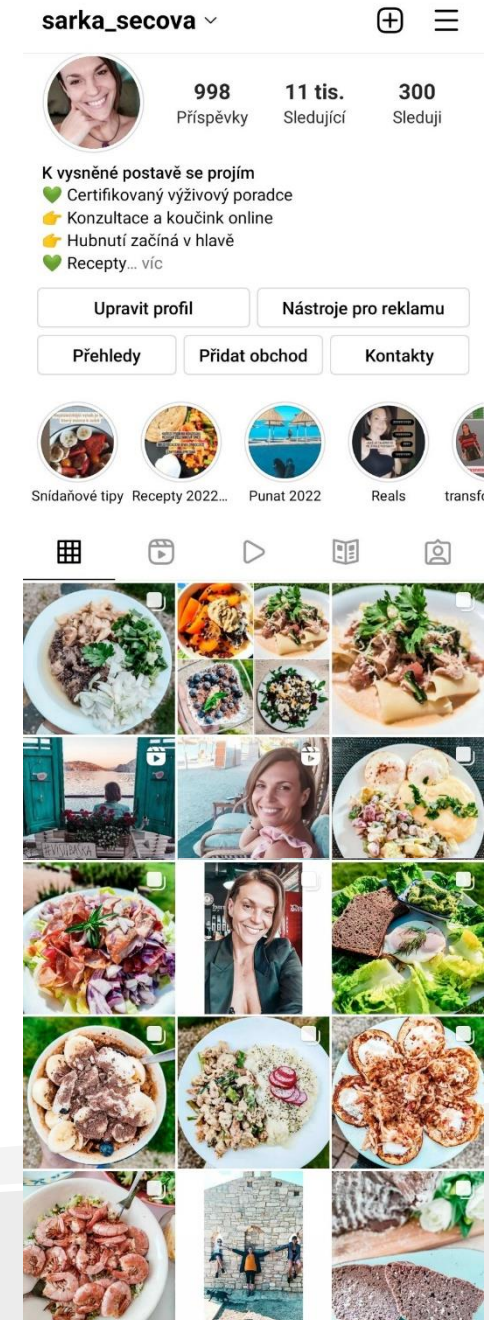 sarka_secova
998 11 tis. 300
Příspěvky Sledující Sleduji
K vysněné postavě se projím
💚 Certifikovaný výživový poradce
👉 Konzultace a koučink online
👉 Hubnutí začíná v hlavě
💚 Recepty... víc
Upravit profil Nástroje pro reklamu
Přehledy Přidat obchod Kontakty
Snídaňové tipy Recepty 2022... Punat 2022 Reals transfo